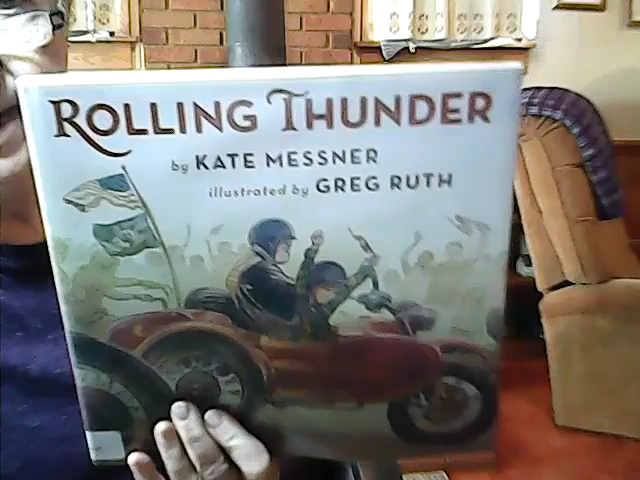 ROLLING THUNDER
by KATE MESSNER
illustrated by GREG RUTH